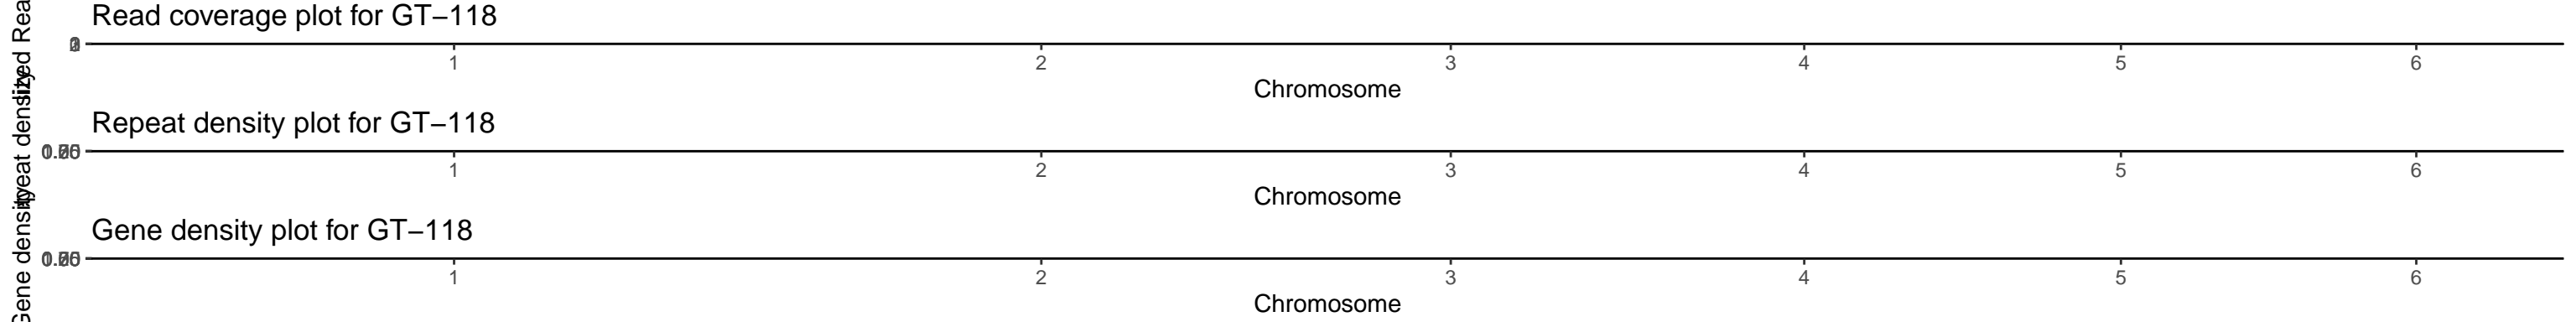 Read coverage plot for GT–118
1 2 3 4 5 6
Chromosome
Repeat density plot for GT–118
1 2 3 4 5 6
Chromosome
Gene density plot for GT–118
1 2 3 4 5 6
Chromosome
Gene density